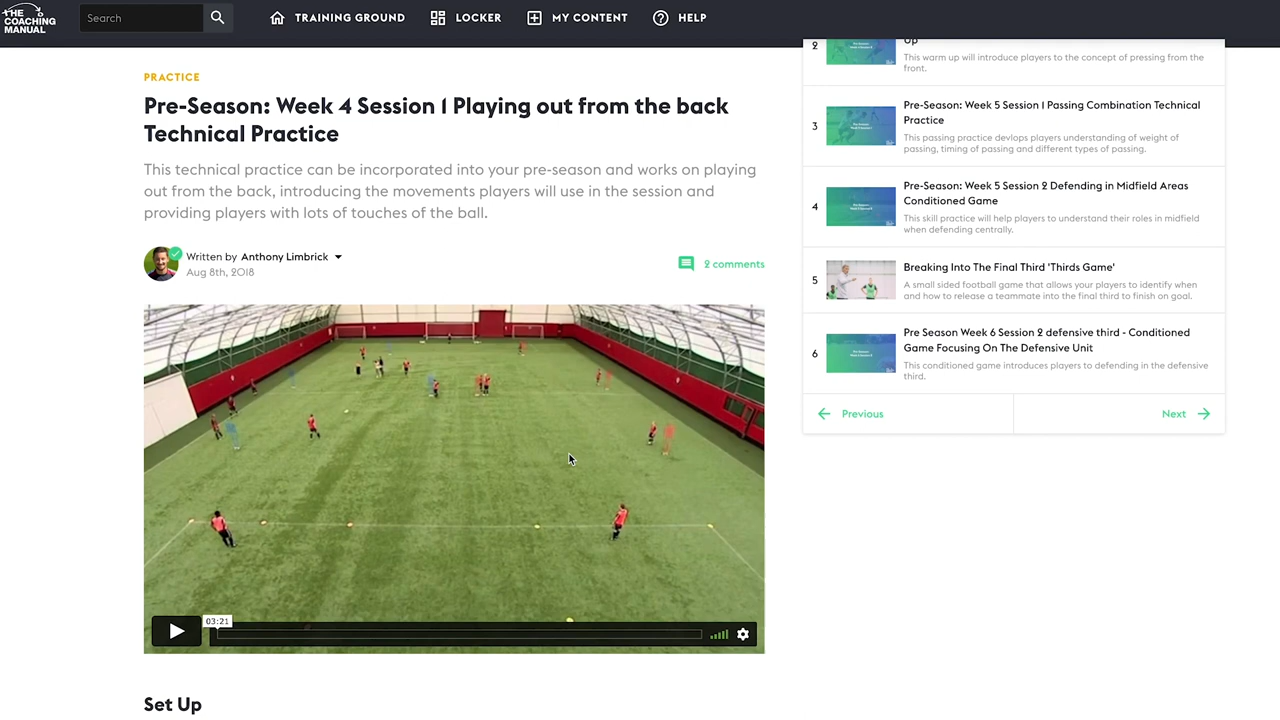 THE
COACHING
MANUAL
Search
TRAINING GROUND
LOCKER
MY CONTENT
HELP
PRACTICE
Pre-Season: Week 4 Session 1 Playing out from the back
Technical Practice
This technical practice can be incorporated into your pre-season and works on playing
out from the back, introducing the movements players will use in the session and
providing players with lots of touches of the ball.
Written by Anthony Limbrick
Aug 8th, 2018
2 comments
03:21
Set Up
2
Up
This warm up will introduce players to the concept of pressing from the
front.
3
Pre-Season: Week 5 Session 1 Passing Combination Technical
Practice
This passing practice devlops players understanding of weight of
passing, timing of passing and different types of passing.
4
Pre-Season: Week 5 Session 2 Defending in Midfield Areas
Conditioned Game
This skill practice will help players to understand their roles in midfield
when defending centrally.
5
Breaking Into The Final Third 'Thirds Game'
A small sided football game that allows your players to identify when
and how to release a teammate into the final third to finish on goal.
6
Pre Season Week 6 Session 2 defensive third - Conditioned
Game Focusing On The Defensive Unit
This conditioned game introduces players to defending in the defensive
third.
Previous
Next